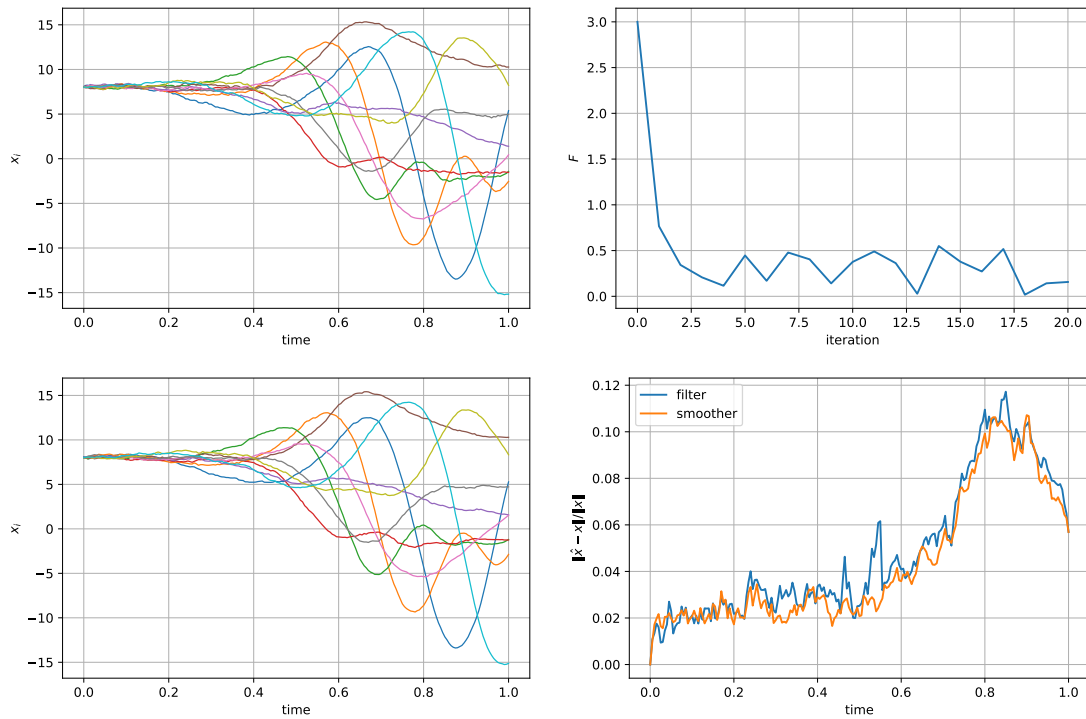 15
10
5
0
−5
−10
−15
x_i
0.0 0.2 0.4 0.6 0.8 1.0
time
3.0
2.5
2.0
1.5
1.0
0.5
0.0
F
0.0 2.5 5.0 7.5 10.0 12.5 15.0 17.5 20.0
iteration
15
10
5
0
−5
−10
−15
x_i
0.0 0.2 0.4 0.6 0.8 1.0
time
filter
smoother
0.12
0.10
0.08
0.06
0.04
0.02
0.00
‖x̂ − x‖/‖x‖
0.0 0.2 0.4 0.6 0.8 1.0
time